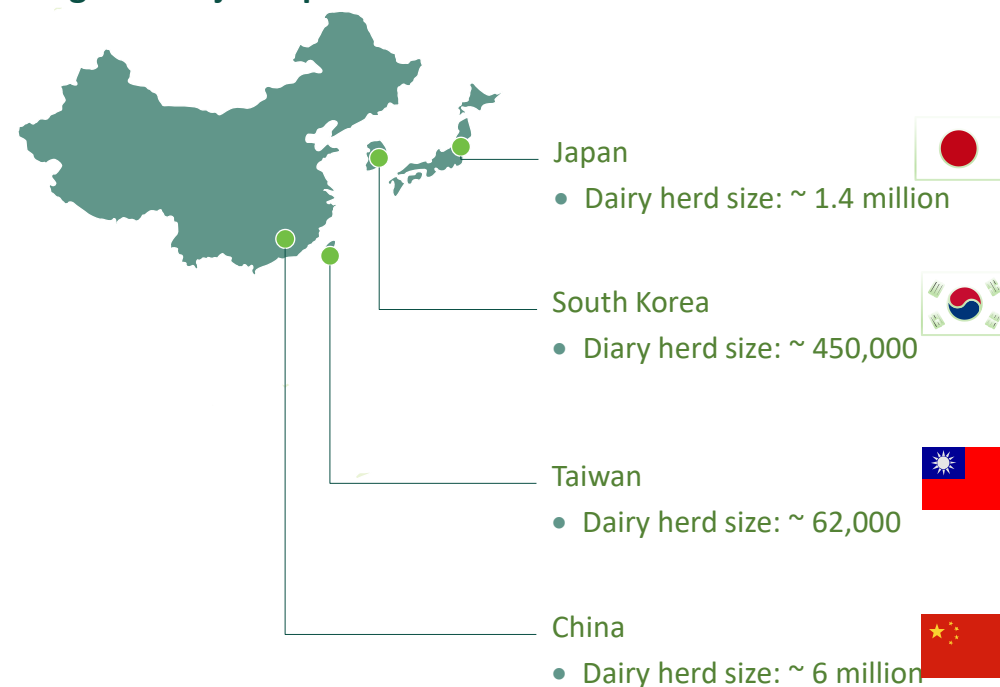 Japan
• Dairy herd size: ~ 1.4 million
South Korea
• Diary herd size: ~ 450,000
Taiwan
• Dairy herd size: ~ 62,000
China
• Dairy herd size: ~ 6 million